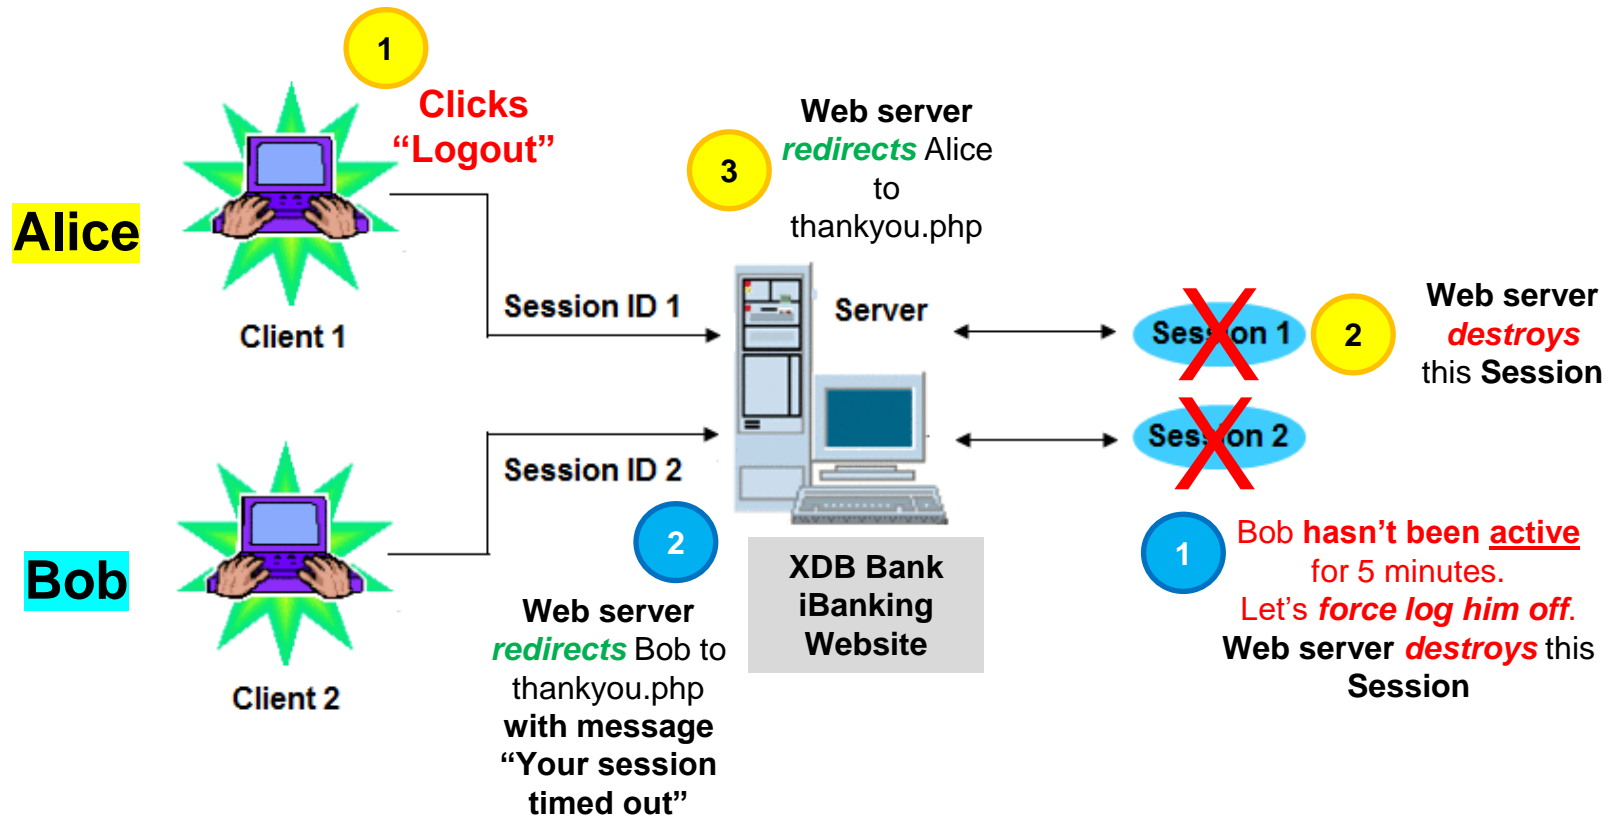 1
Clicks
“Logout”
Alice
Client 1
Session ID 1
3
Web server
redirects Alice
to
thankyou.php
Server
Session 1
2
Web server
destroys
this Session
Bob
Client 2
Session ID 2
2
Web server
redirects Bob to
thankyou.php
with message
“Your session
timed out”
XDB Bank
iBanking
Website
Session 2
1
Bob hasn’t been active
for 5 minutes.
Let’s force log him off.
Web server destroys this
Session